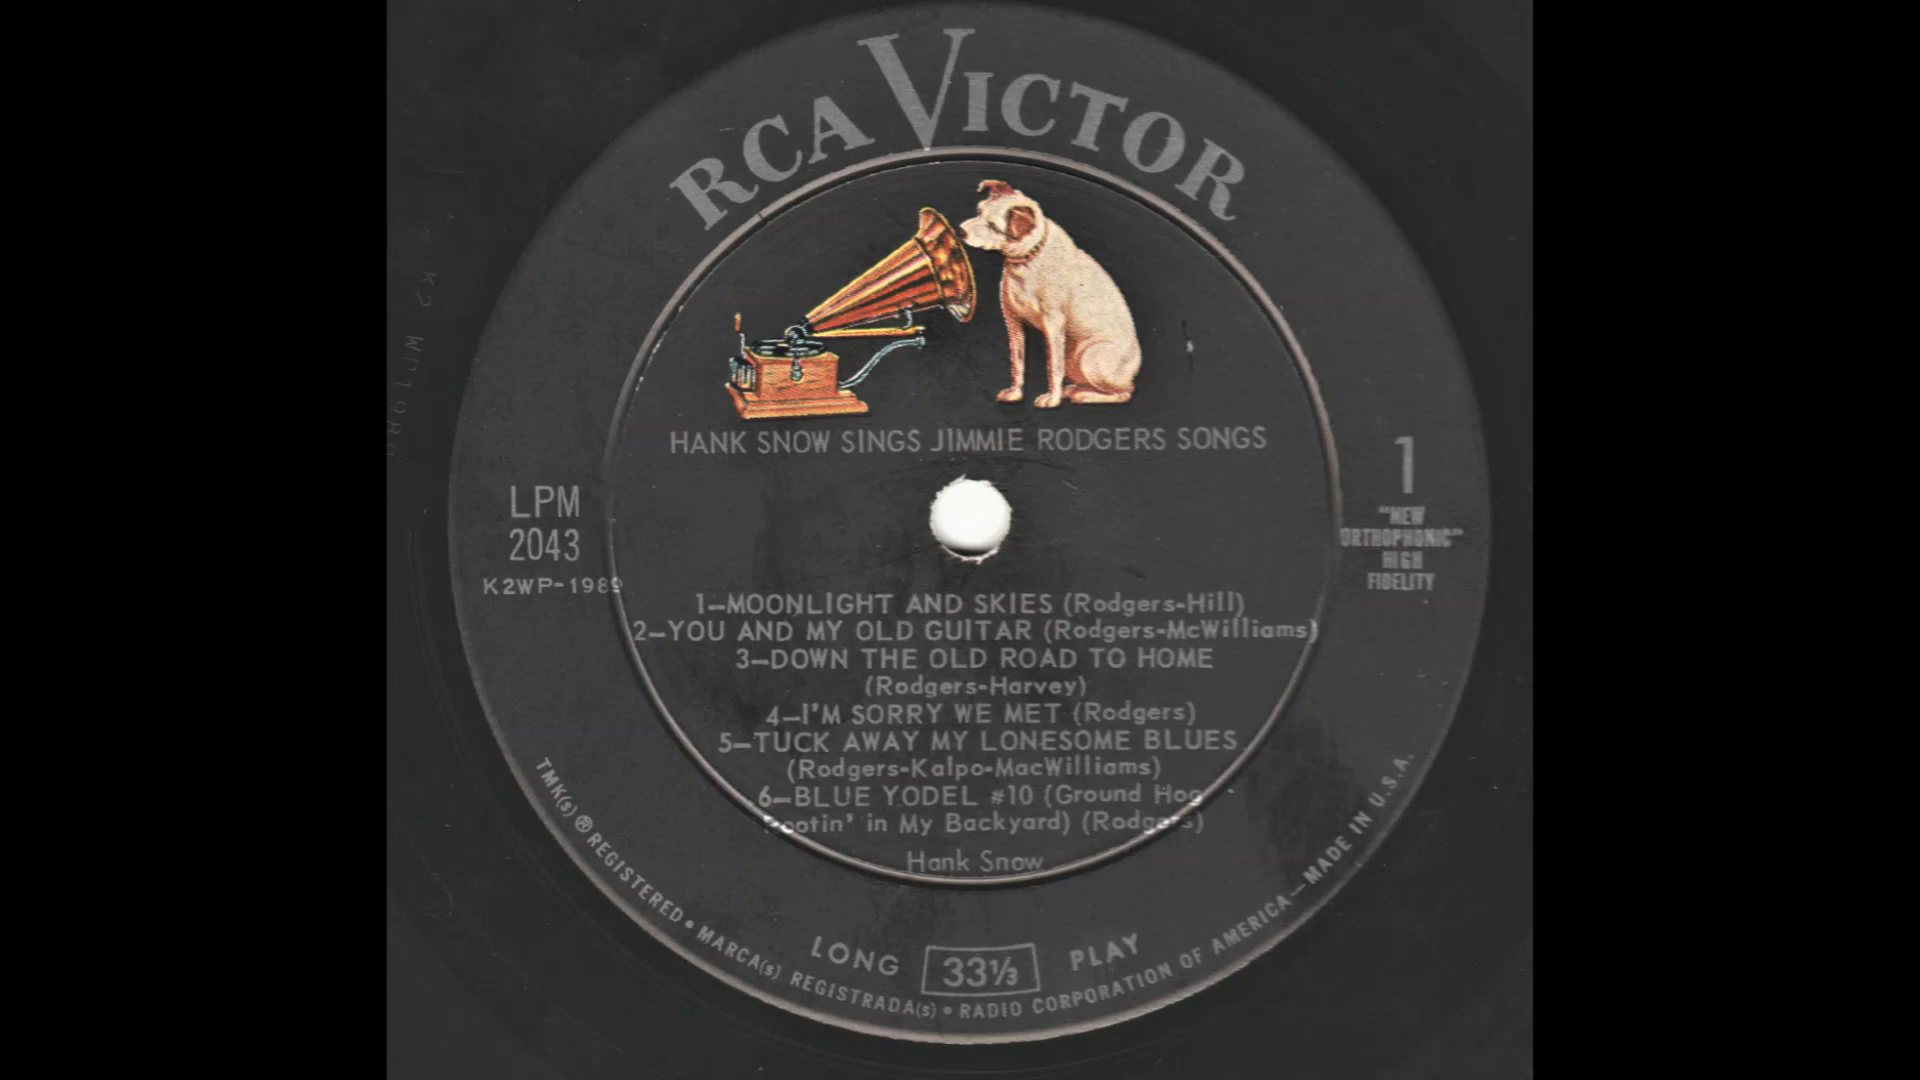 RCA VICTOR
HANK SNOW SINGS JIMMIE RODGERS SONGS
LPM
2043
K2WP-1989
1
"NEW
ORTHOPHONIC"
HIGH
FIDELITY
1—MOONLIGHT AND SKIES (Rodgers-Hill)
2—YOU AND MY OLD GUITAR (Rodgers-McWilliams)
3—DOWN THE OLD ROAD TO HOME
(Rodgers-Harvey)
4—I'M SORRY WE MET (Rodgers)
5—TUCK AWAY MY LONESOME BLUES
(Rodgers-Kalpo-MacWilliams)
6—BLUE YODEL #10 (Ground Hog
Rootin' in My Backyard) (Rodgers)
Hank Snow
LONG 33⅓ PLAY
TMK(s) ® REGISTERED • MARCA(s) REGISTRADA(s) • RADIO CORPORATION OF AMERICA—MADE IN U.S.A.